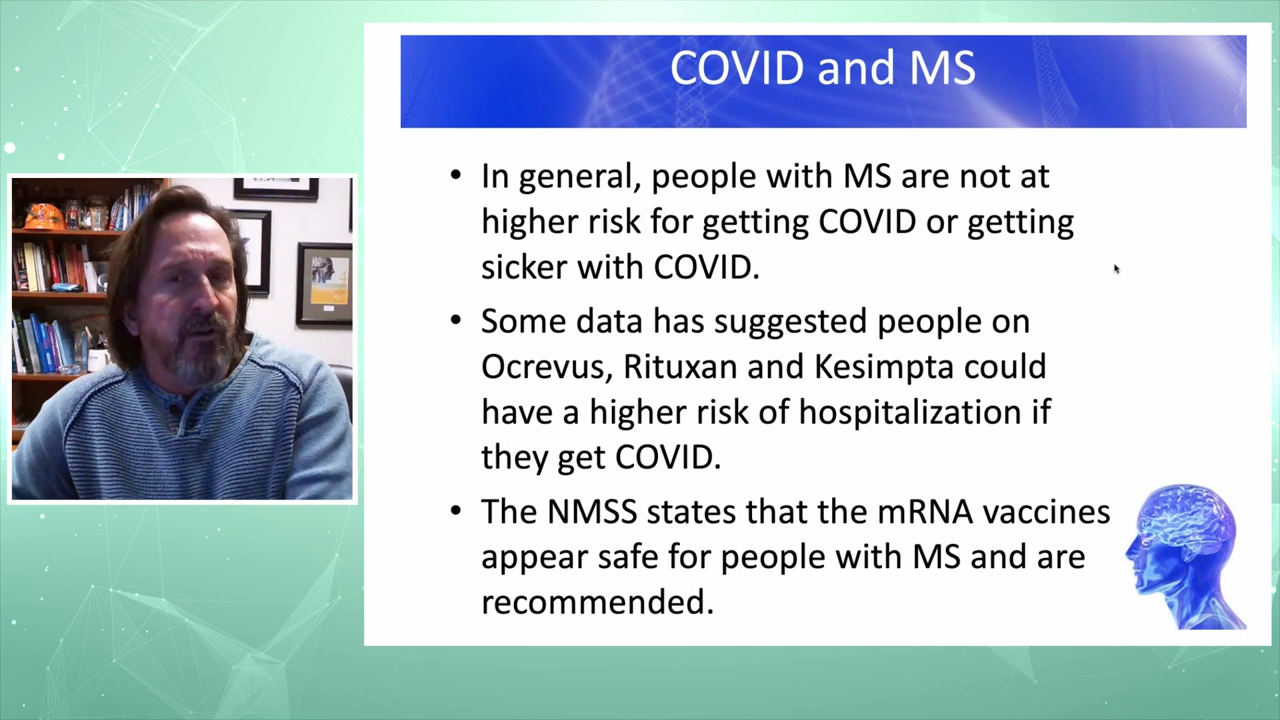 COVID and MS
• In general, people with MS are not at
higher risk for getting COVID or getting
sicker with COVID.
• Some data has suggested people on
Ocrevus, Rituxan and Kesimpta could
have a higher risk of hospitalization if
they get COVID.
• The NMSS states that the mRNA vaccines
appear safe for people with MS and are
recommended.